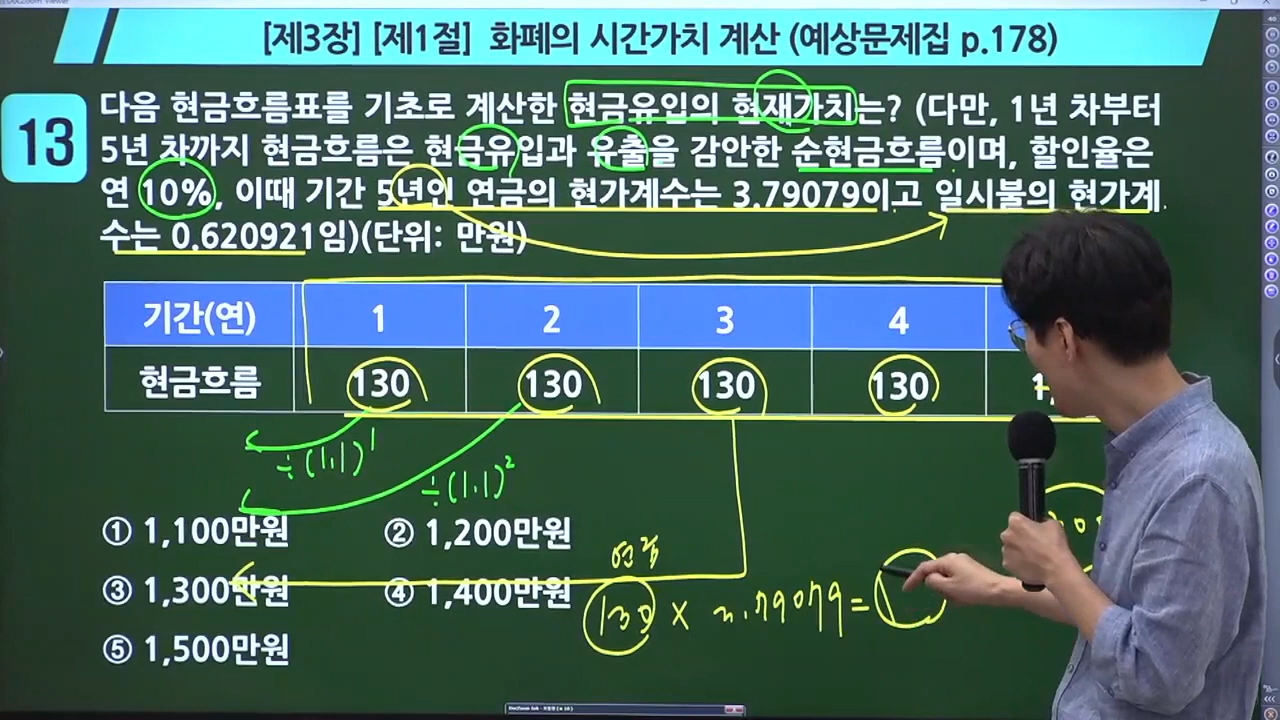 [제3장] [제1절] 화폐의 시간가치 계산 (예상문제집 p.178)
13
다음 현금흐름표를 기초로 계산한 현금유입의 현재가치는? (다만, 1년 차부터
5년 차까지 현금흐름은 현금유입과 유출을 감안한 순현금흐름이며, 할인율은
연 10%, 이때 기간 5년인 연금의 현가계수는 3.79079이고 일시불의 현가계
수는 0.620921임)(단위: 만원)
기간(연) 1 2 3 4
현금흐름 130 130 130 130
÷(1.1)¹
÷(1.1)²
① 1,100만원 ② 1,200만원
연금
③ 1,300만원 ④ 1,400만원
130 × 3.79079 =
⑤ 1,500만원